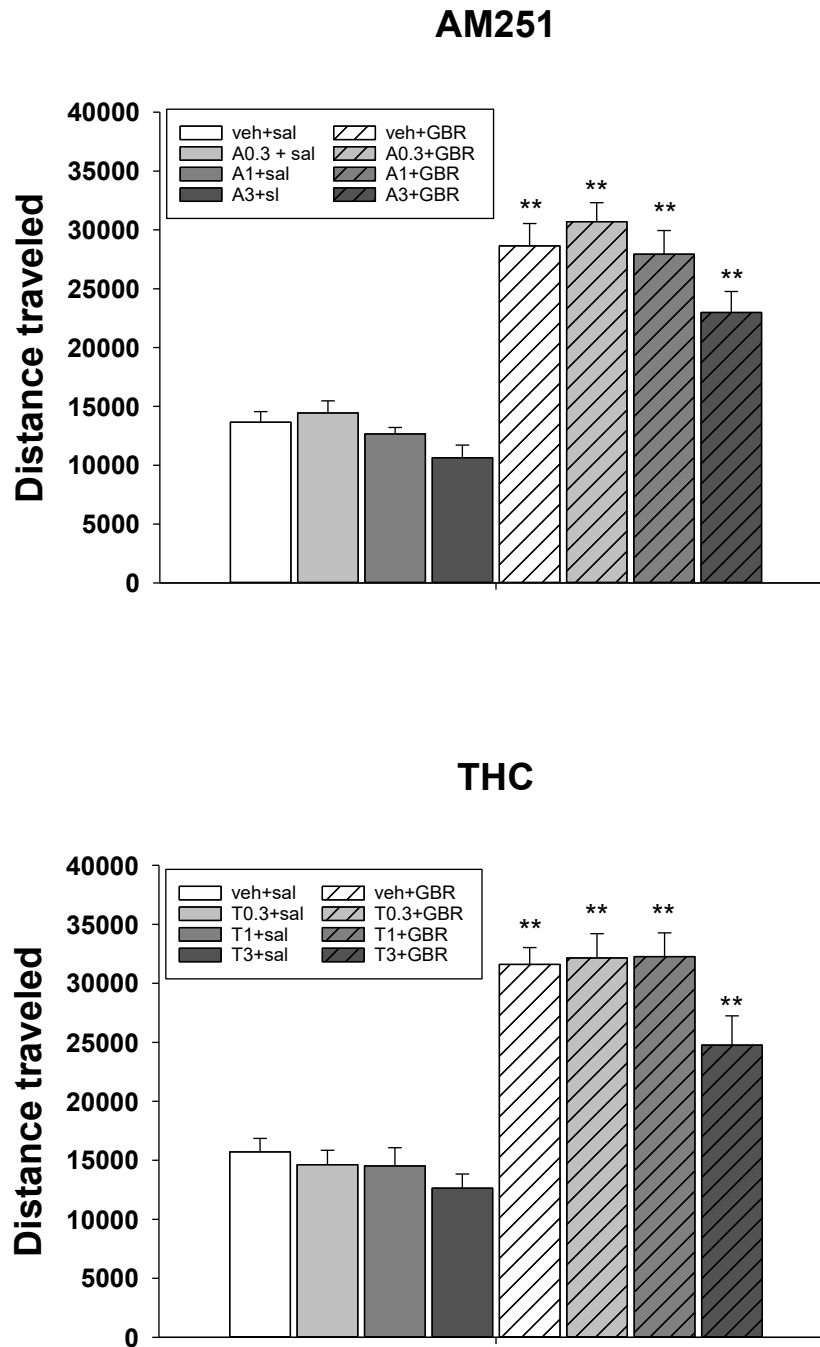 AM251
40000
veh+sal veh+GBR
A0.3 + sal A0.3+GBR
35000
A1+sal A1+GBR
A3+sl A3+GBR
**
**
**
30000
**
25000
20000
15000
10000
5000
0
Distance traveled
THC
40000
veh+sal veh+GBR
T0.3+sal T0.3+GBR
35000
T1+sal T1+GBR
T3+sal T3+GBR
**
**
**
30000
**
25000
20000
15000
10000
5000
0
Distance traveled